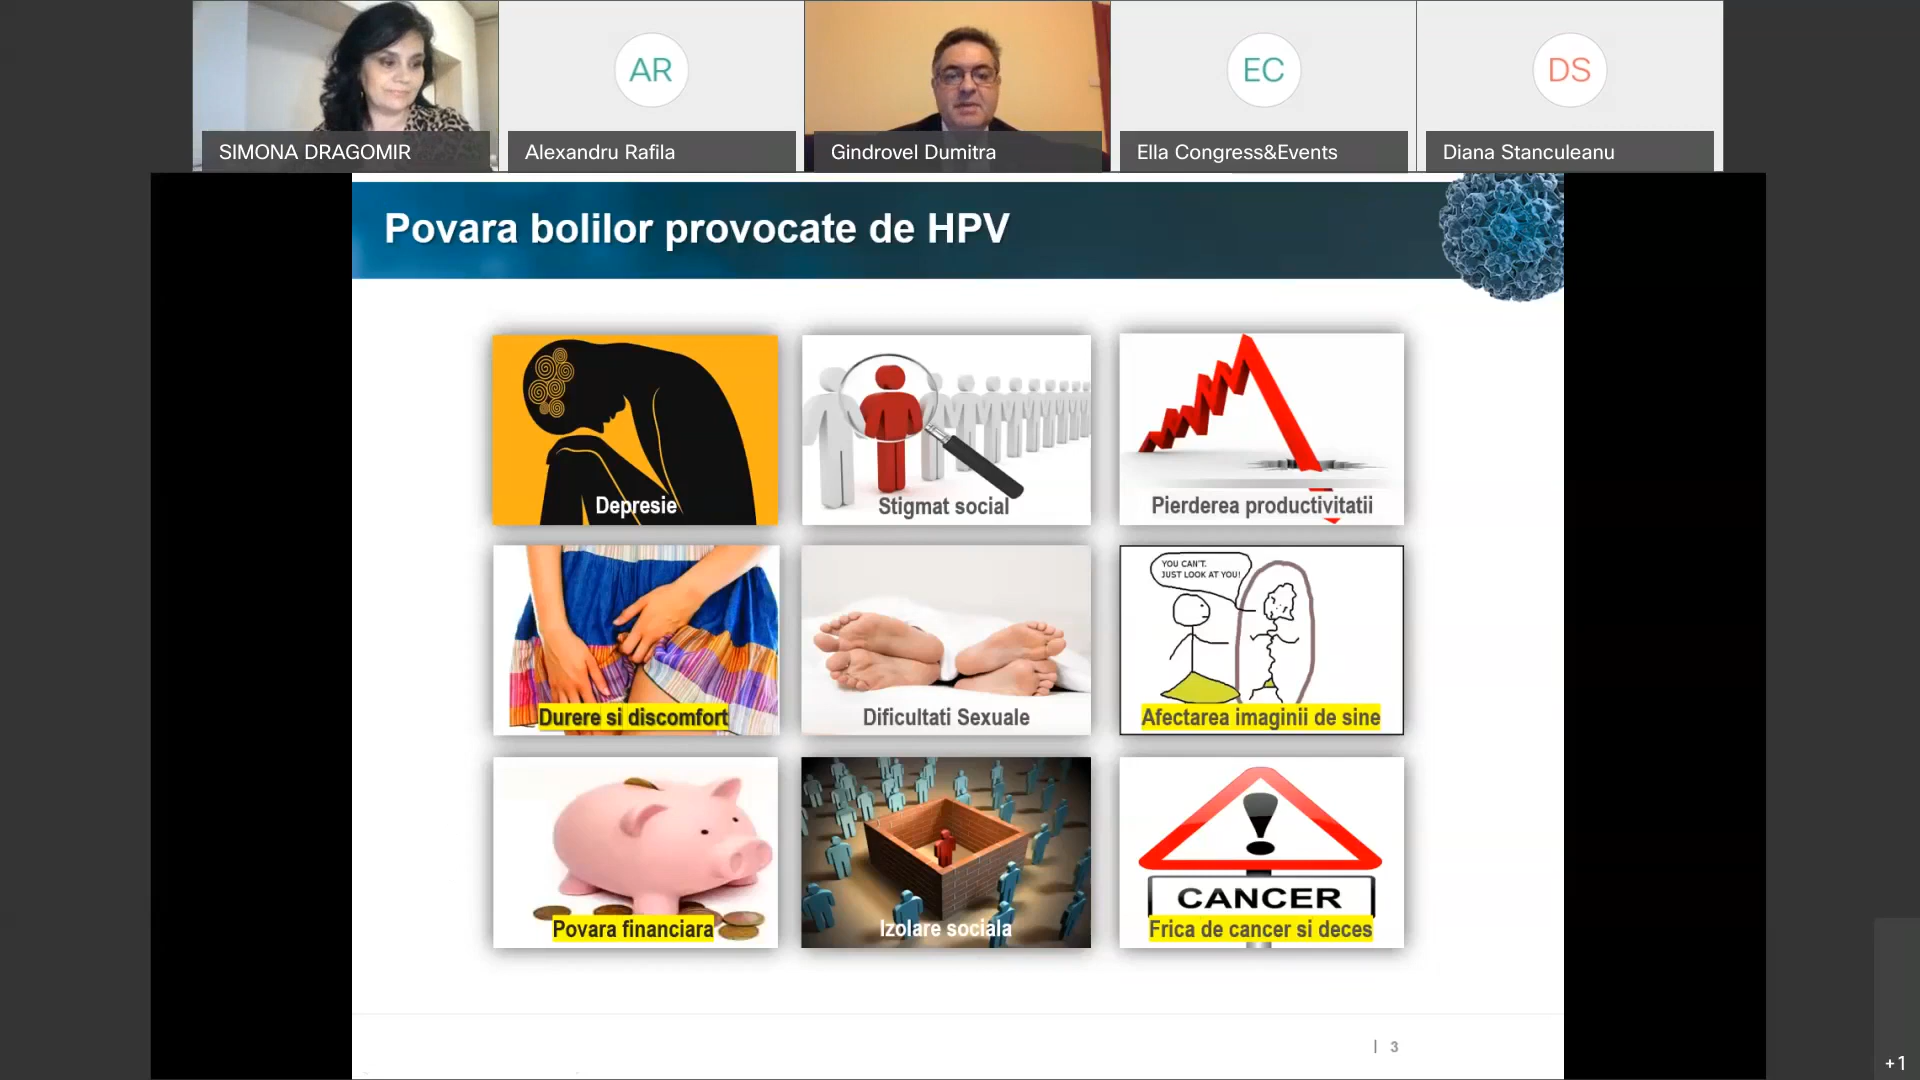 AR
EC
DS
SIMONA DRAGOMIR
Alexandru Rafila
Gindrovel Dumitra
Ella Congress&Events
Diana Stanculeanu
Povara bolilor provocate de HPV
Depresie
Stigmat social
Pierderea productivitatii
Durere si discomfort
Dificultati Sexuale
YOU CAN'T.
JUST LOOK AT YOU!
Afectarea imaginii de sine
Povara financiara
Izolare sociala
CANCER
Frica de cancer si deces
| 3
+1